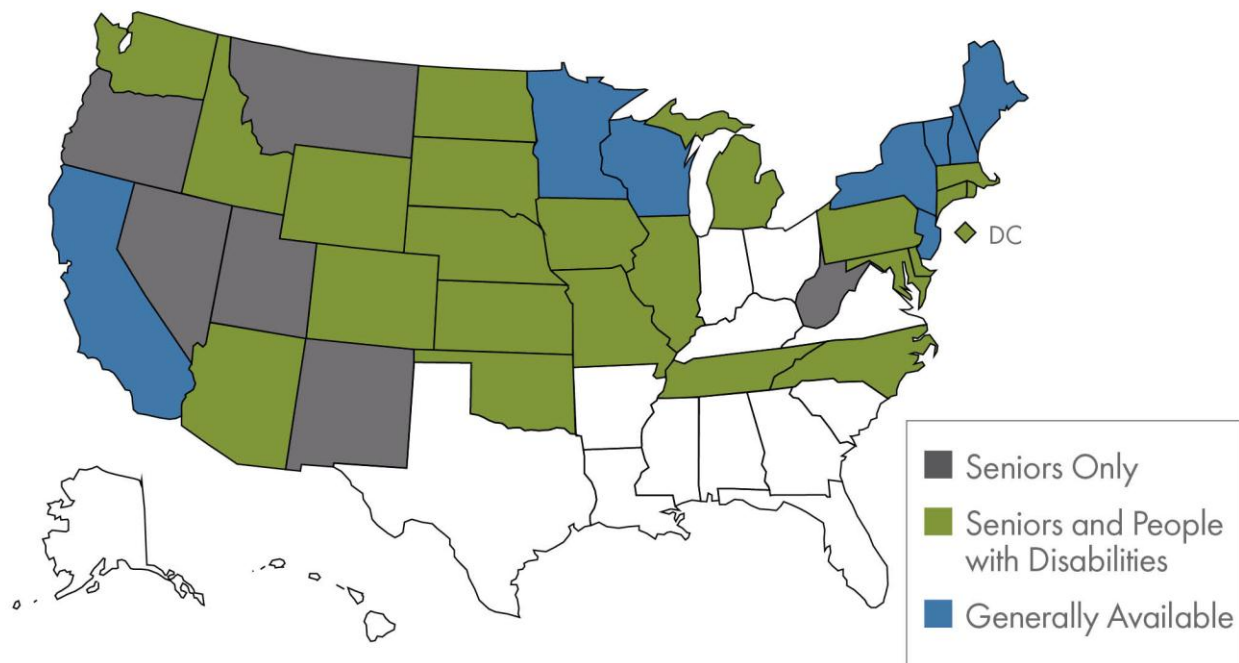 DC
Seniors Only
Seniors and People
with Disabilities
Generally Available